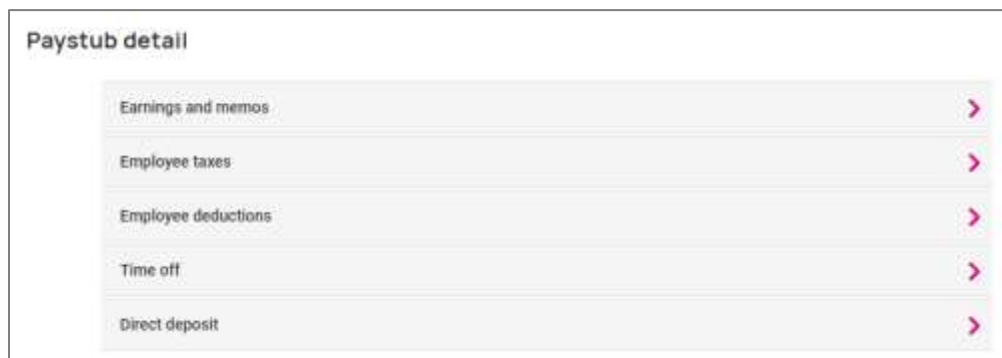 Paystub detail
Earnings and memos
Employee taxes
Employee deductions
Time off
Direct deposit